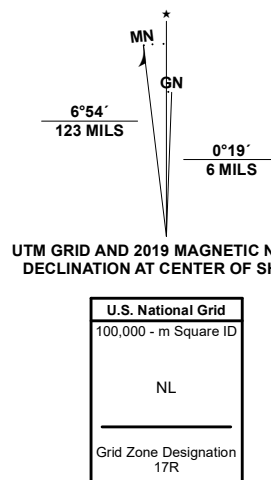 ★
MN
GN
6°54´
123 MILS
0°19´
6 MILS
UTM GRID AND 2019 MAGNETIC
DECLINATION AT CENTER OF
U.S. National Grid
100,000 - m Square ID
NL
Grid Zone Designation
17R